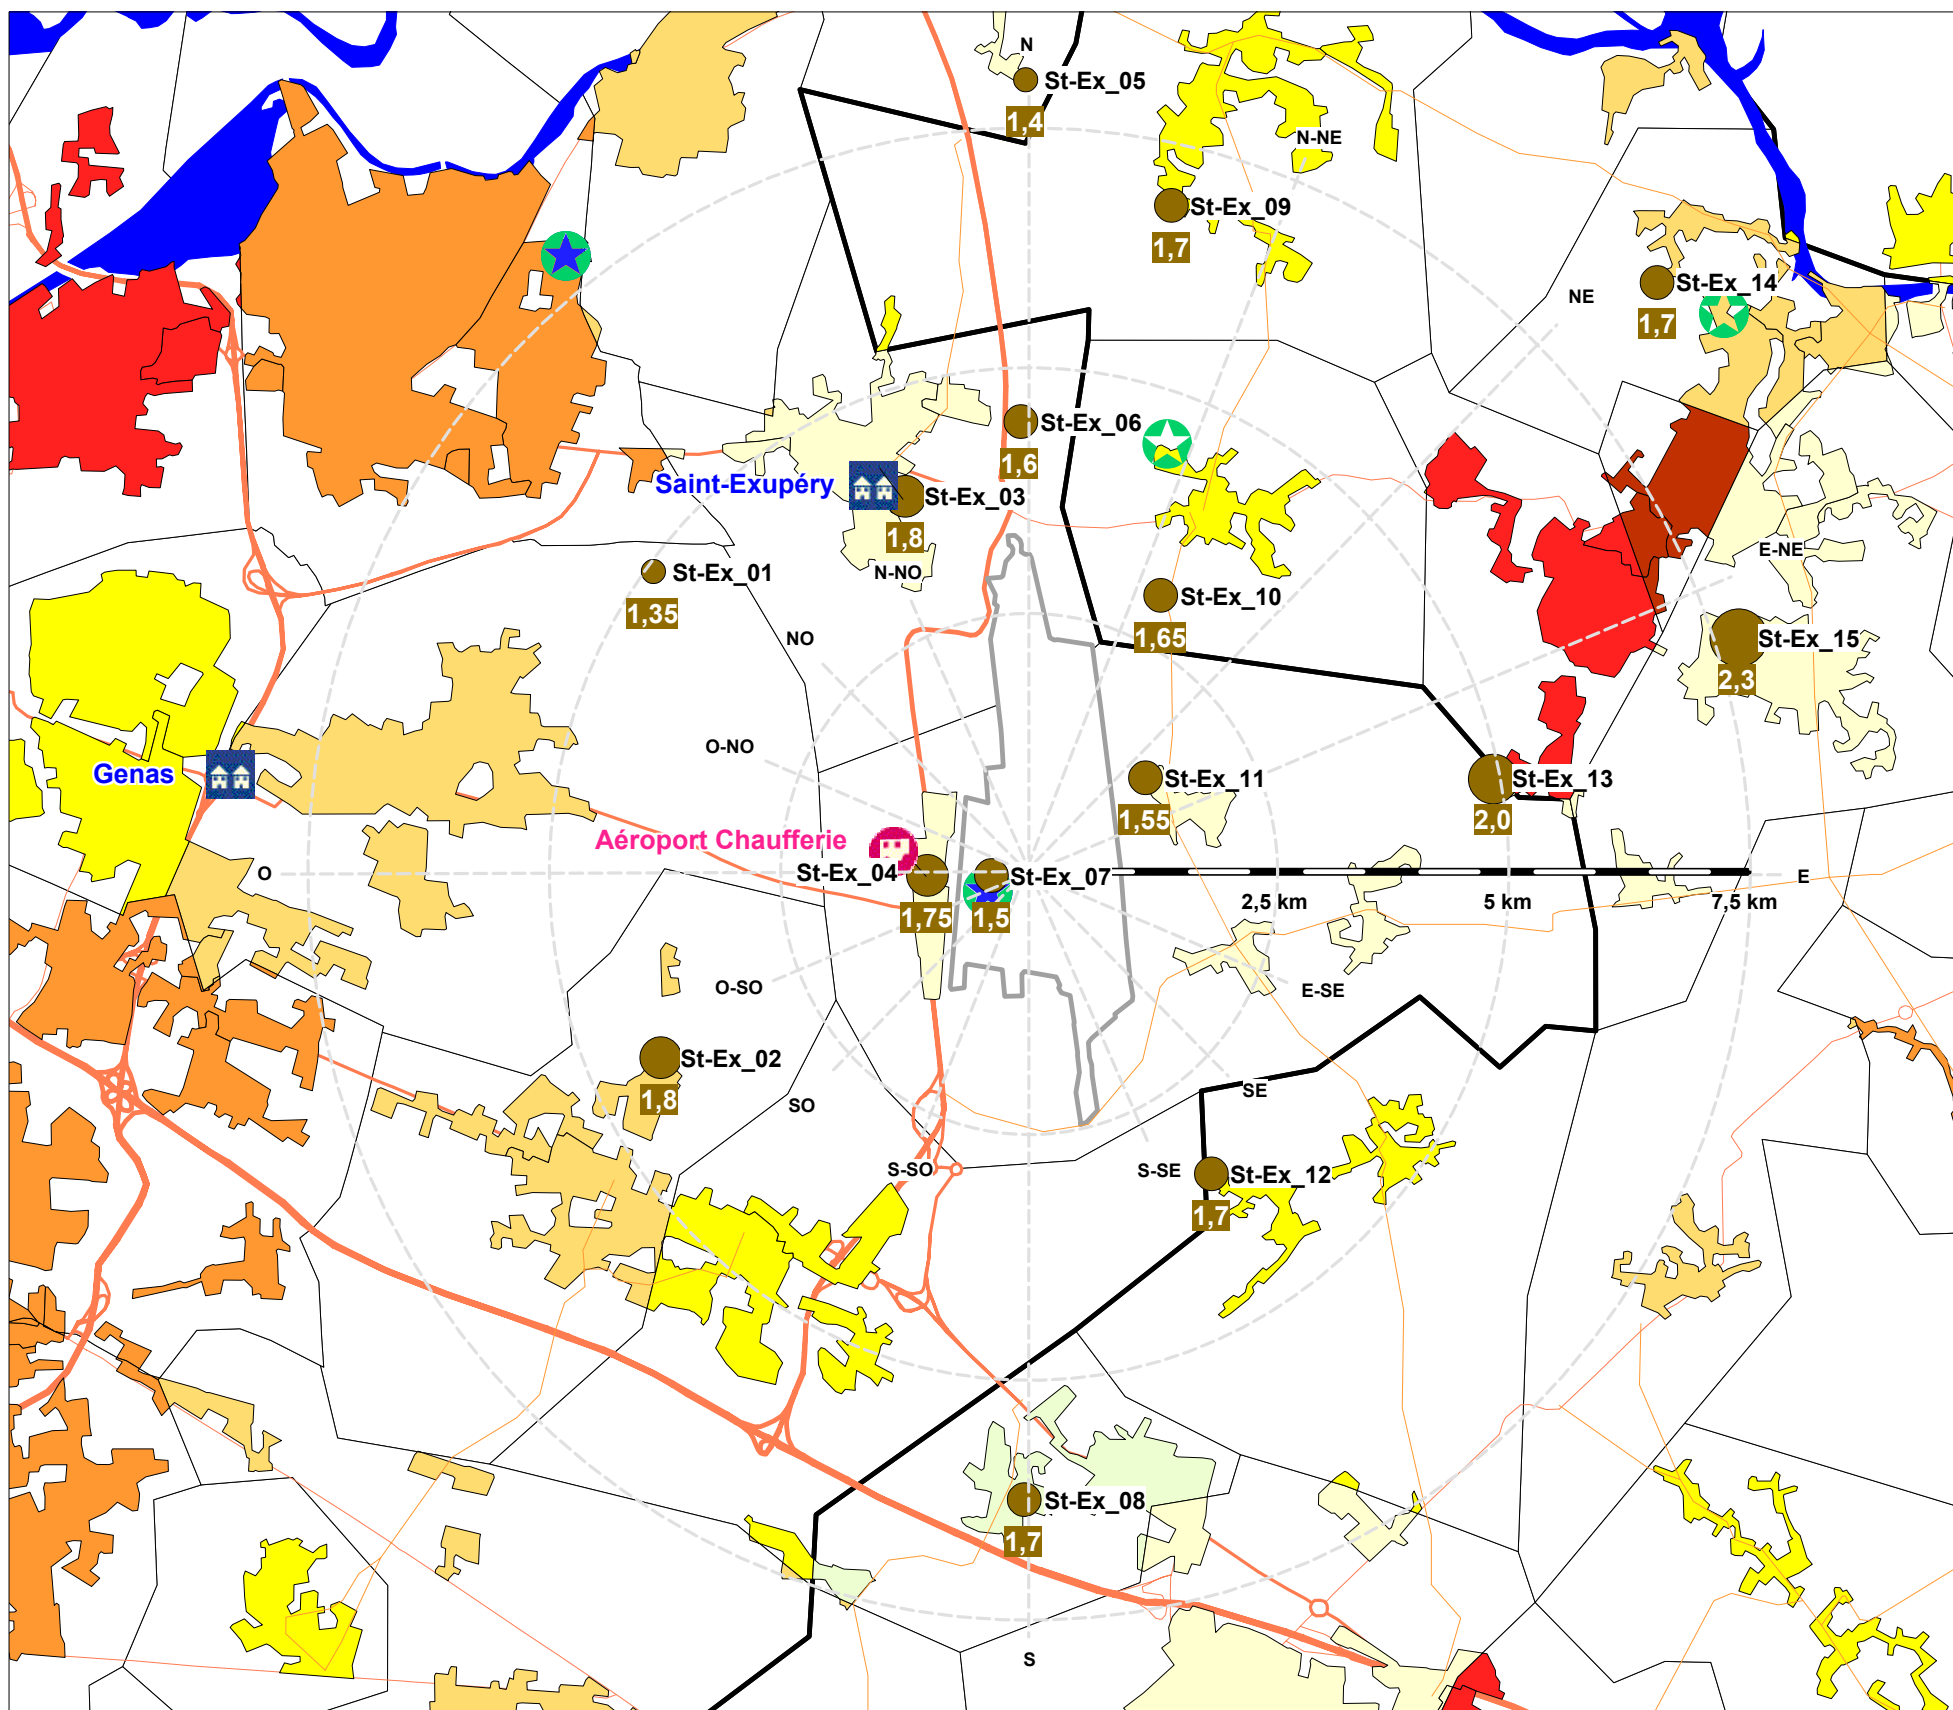 N
St-Ex_05
1,4
N-NE
St-Ex_09
1,7
NE
St-Ex_14
1,7
St-Ex_06
1,6
Saint-Exupéry
St-Ex_03
1,8
N-NO
E-NE
St-Ex_01
1,35
St-Ex_10
1,65
NO
St-Ex_15
2,3
O-NO
Genas
St-Ex_11
1,55
St-Ex_13
2,0
Aéroport Chaufferie
O
St-Ex_04
1,75
St-Ex_07
1,5
E
2,5 km
5 km
7,5 km
O-SO
E-SE
St-Ex_02
1,8
SO
SE
S-SO
S-SE
St-Ex_12
1,7
St-Ex_08
1,7
S